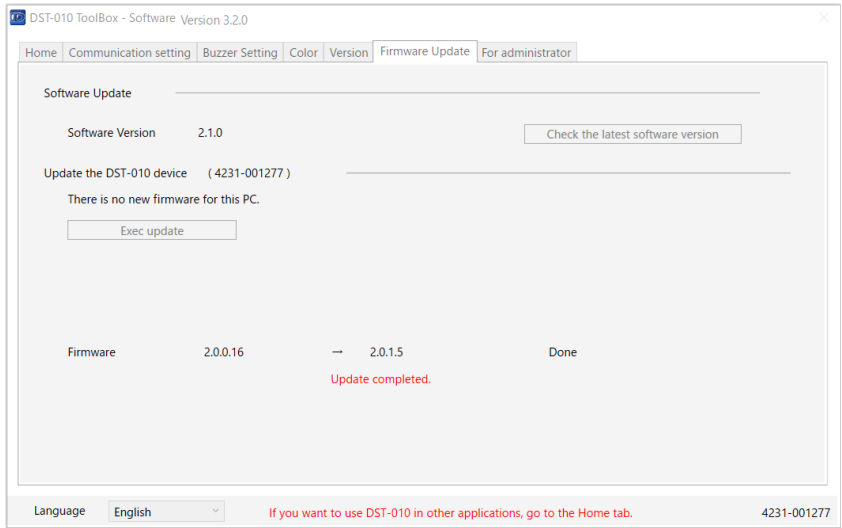 DST-010 ToolBox - Software Version 3.2.0
Home Communication setting Buzzer Setting Color Version Firmware Update For administrator
Software Update
Software Version 2.1.0 Check the latest software version
Update the DST-010 device ( 4231-001277 )
There is no new firmware for this PC.
Exec update
Firmware 2.0.0.16 → 2.0.1.5 Done
Update completed.
Language English If you want to use DST-010 in other applications, go to the Home tab. 4231-001277